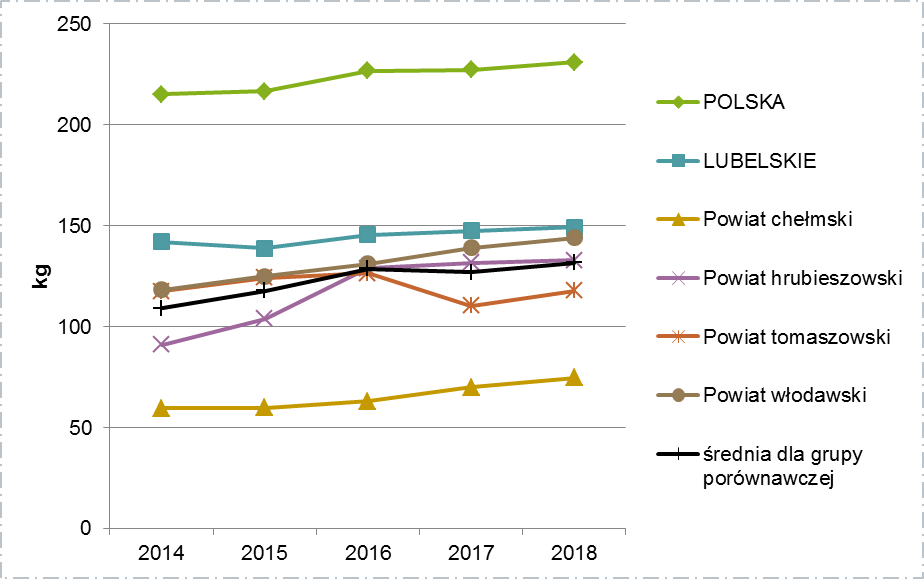 250
200
150
100
50
0
kg
2014 2015 2016 2017 2018
POLSKA
LUBELSKIE
Powiat chełmski
Powiat hrubieszowski
Powiat tomaszowski
Powiat włodawski
średnia dla grupy
porównawczej